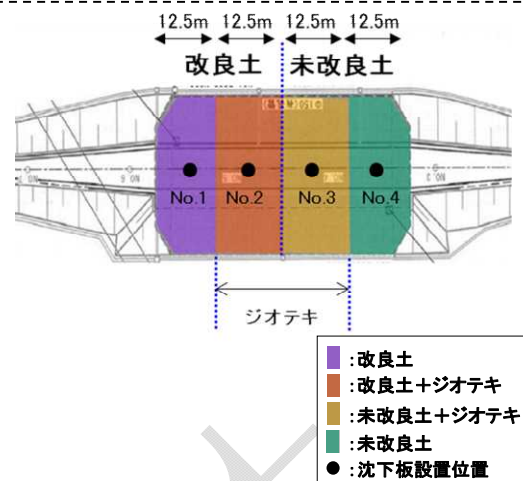 12.5m 12.5m 12.5m 12.5m
改良土 未改良土
No.1 No.2 No.3 No.4
ジオテキ
:改良土
:改良土+ジオテキ
:未改良土+ジオテキ
:未改良土
:沈下板設置位置